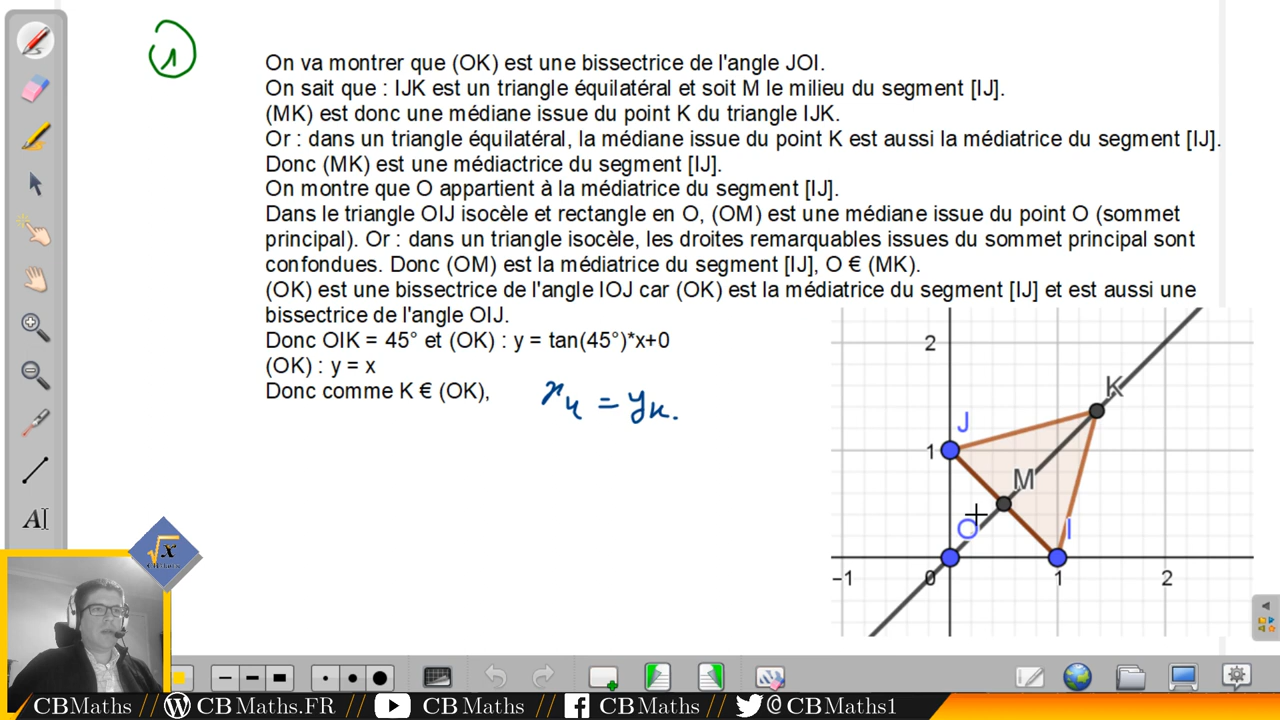 1
On va montrer que (OK) est une bissectrice de l'angle JOI.
On sait que : IJK est un triangle équilatéral et soit M le milieu du segment [IJ].
(MK) est donc une médiane issue du point K du triangle IJK.
Or : dans un triangle équilatéral, la médiane issue du point K est aussi la médiatrice du segment [IJ].
Donc (MK) est une médiactrice du segment [IJ].
On montre que O appartient à la médiatrice du segment [IJ].
Dans le triangle OIJ isocèle et rectangle en O, (OM) est une médiane issue du point O (sommet
principal). Or : dans un triangle isocèle, les droites remarquables issues du sommet principal sont
confondues. Donc (OM) est la médiatrice du segment [IJ], O € (MK).
(OK) est une bissectrice de l'angle IOJ car (OK) est la médiatrice du segment [IJ] et est aussi une
bissectrice de l'angle OIJ.
Donc OIK = 45° et (OK) : y = tan(45°)*x+0
(OK) : y = x
Donc comme K € (OK), xK = yK.
2
K
J
1
M
O
I
-1 0 1 2
AI
√x
CB Maths
CBMaths CBMaths.FR CBMaths CBMaths @CBMaths1